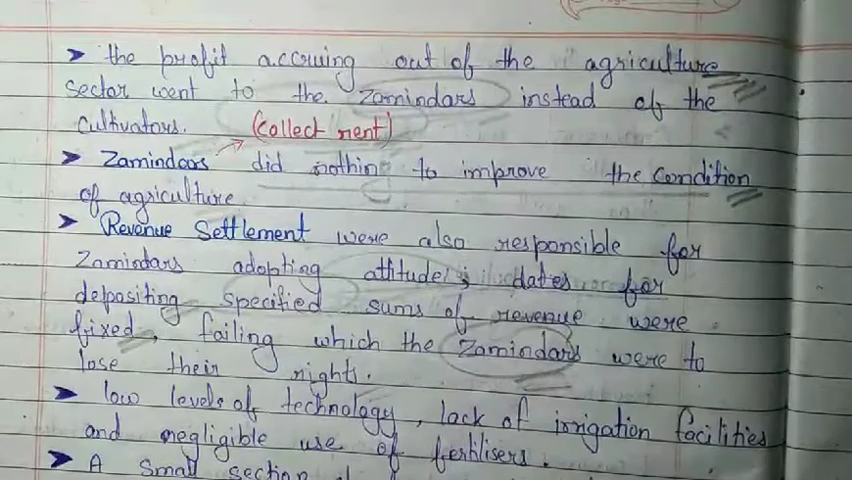 ➤ the profit accruing out of the agriculture
sector went to the zamindars instead of the
cultivators. (collect rent)
➤ Zamindars did nothing to improve the condition
of agriculture
➤ Revenue Settlement were also responsible for
Zamindars adopting attitude; dates for
depositing specified sums of revenue were
fixed, failing which the Zamindars were to
lose their rights.
➤ low levels of technology, lack of irrigation facilities
and negligible use of fertilisers.
➤ A small section